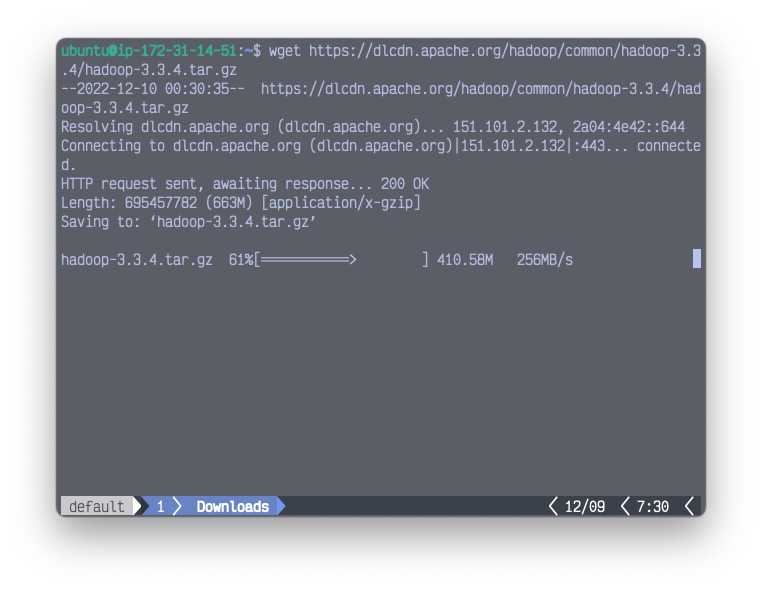 ubuntu@ip-172-31-14-51:~$ wget https://dlcdn.apache.org/hadoop/common/hadoop-3.3
.4/hadoop-3.3.4.tar.gz
--2022-12-10 00:30:35--  https://dlcdn.apache.org/hadoop/common/hadoop-3.3.4/had
oop-3.3.4.tar.gz
Resolving dlcdn.apache.org (dlcdn.apache.org)... 151.101.2.132, 2a04:4e42::644
Connecting to dlcdn.apache.org (dlcdn.apache.org)|151.101.2.132|:443... connecte
d.
HTTP request sent, awaiting response... 200 OK
Length: 695457782 (663M) [application/x-gzip]
Saving to: ‘hadoop-3.3.4.tar.gz’
hadoop-3.3.4.tar.gz  61%[===========>        ] 410.58M   256MB/s
default 1 Downloads 12/09 7:30